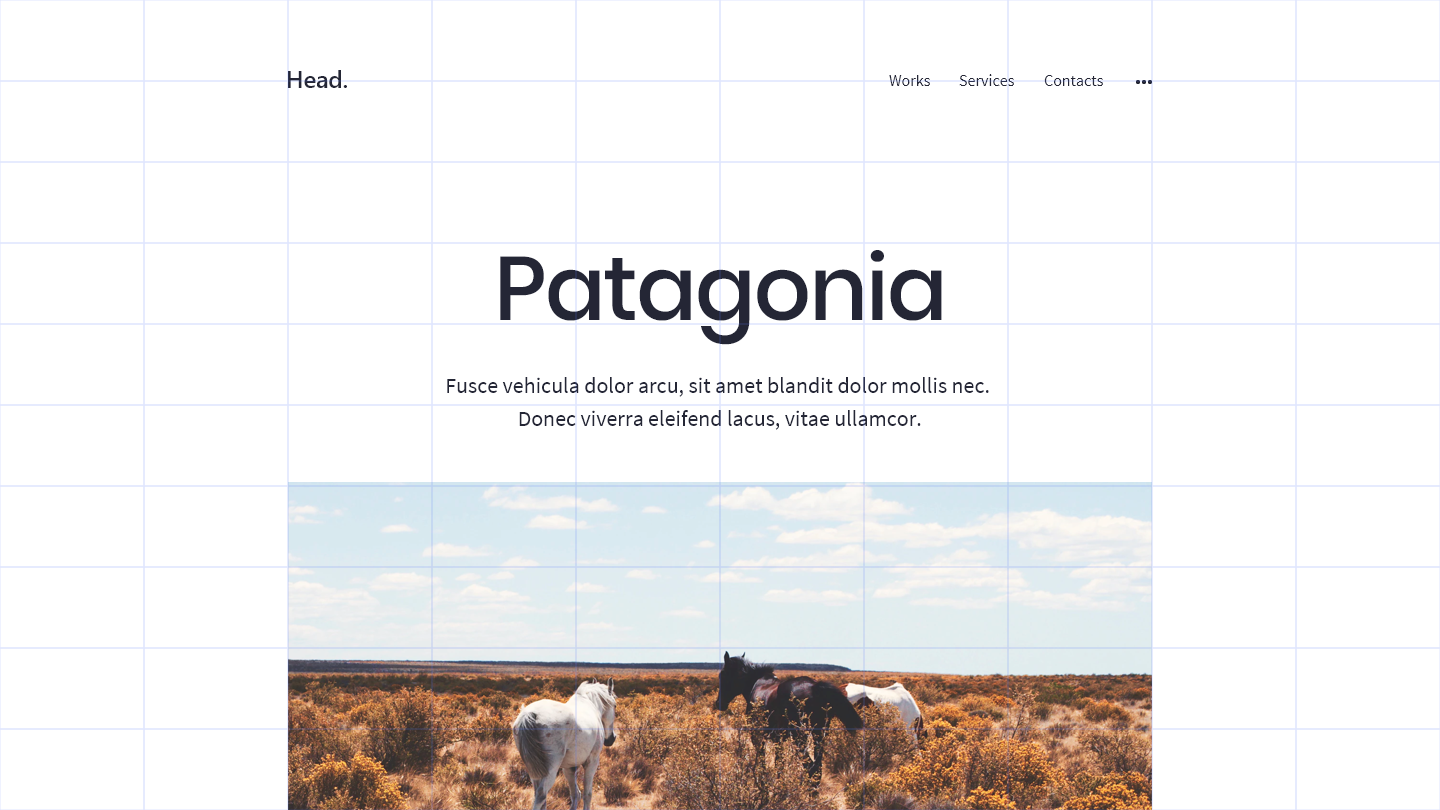 Head.
Works Services Contacts •••
Patagonia
Fusce vehicula dolor arcu, sit amet blandit dolor mollis nec.
Donec viverra eleifend lacus, vitae ullamcor.